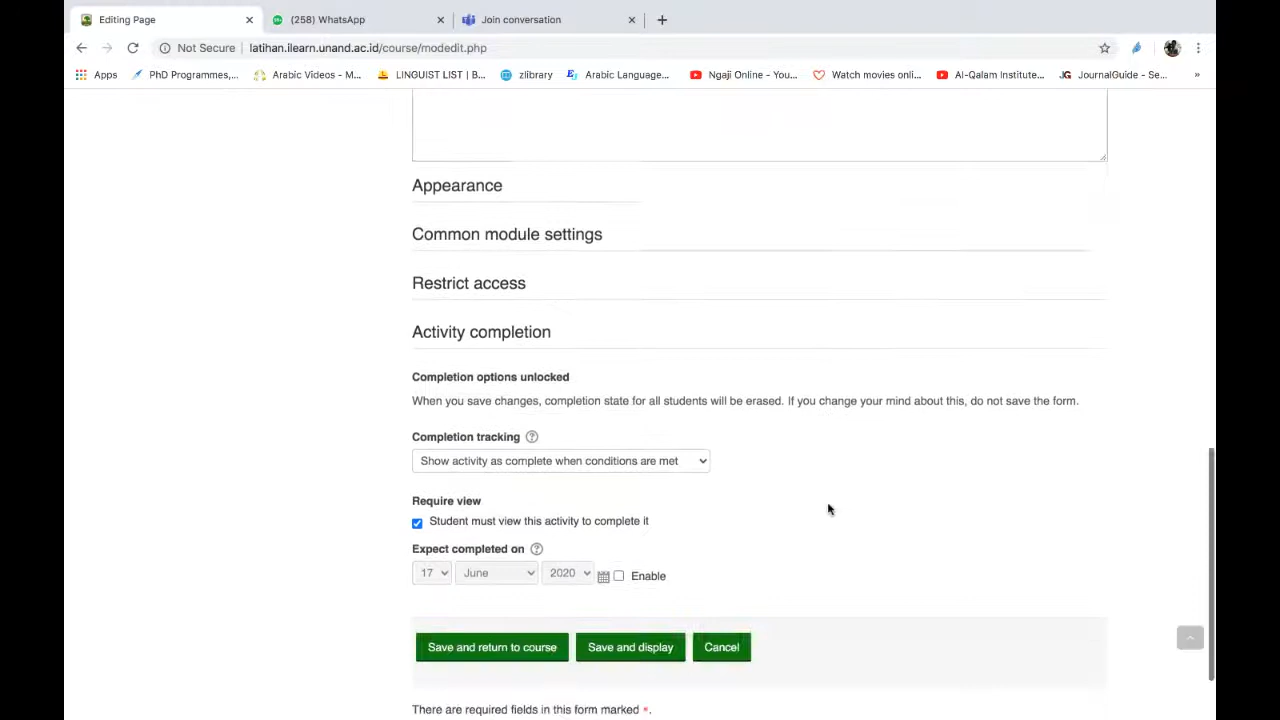 Editing Page
(258) WhatsApp
Join conversation
Not Secure
latihan.ilearn.unand.ac.id/course/modedit.php
Apps
PhD Programmes,...
Arabic Videos - M...
LINGUIST LIST | B...
zlibrary
Arabic Language...
Ngaji Online - You...
Watch movies onli...
Al-Qalam Institute...
JG
JournalGuide - Se...
»
Appearance
Common module settings
Restrict access
Activity completion
Completion options unlocked
When you save changes, completion state for all students will be erased. If you change your mind about this, do not save the form.
Completion tracking
Show activity as complete when conditions are met
Require view
Student must view this activity to complete it
Expect completed on
17 June 2020 Enable
Save and return to course Save and display Cancel
There are required fields in this form marked *.